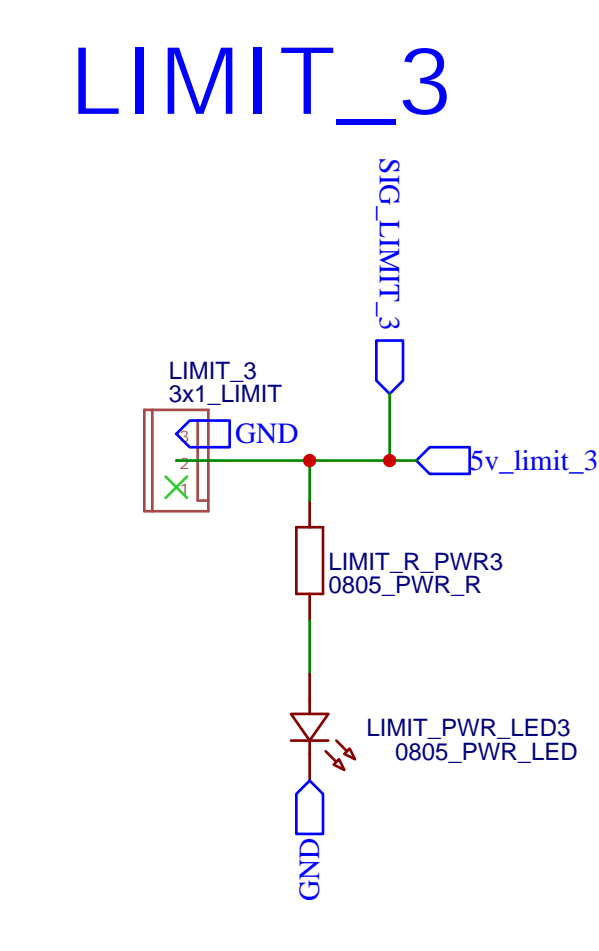 LIMIT_3
SIG_LIMIT_3
LIMIT_3
3x1_LIMIT
3
GND
2
5v_limit_3
1
LIMIT_R_PWR3
0805_PWR_R
LIMIT_PWR_LED3
0805_PWR_LED
GND